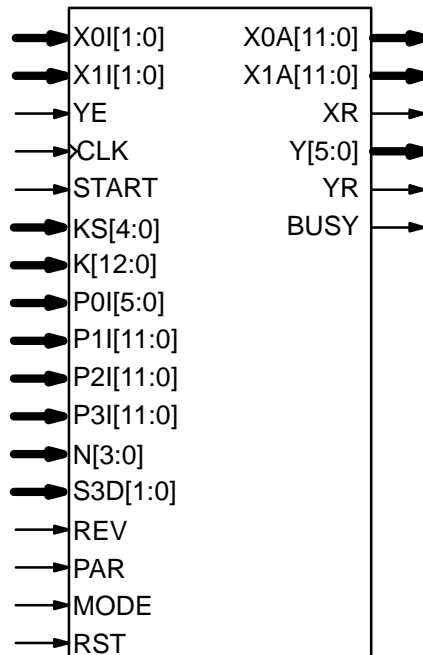 X0I[1:0] X0A[11:0]
X1I[1:0] X1A[11:0]
YE XR
CLK Y[5:0]
START YR
KS[4:0] BUSY
K[12:0]
P0I[5:0]
P1I[11:0]
P2I[11:0]
P3I[11:0]
N[3:0]
S3D[1:0]
REV
PAR
MODE
RST